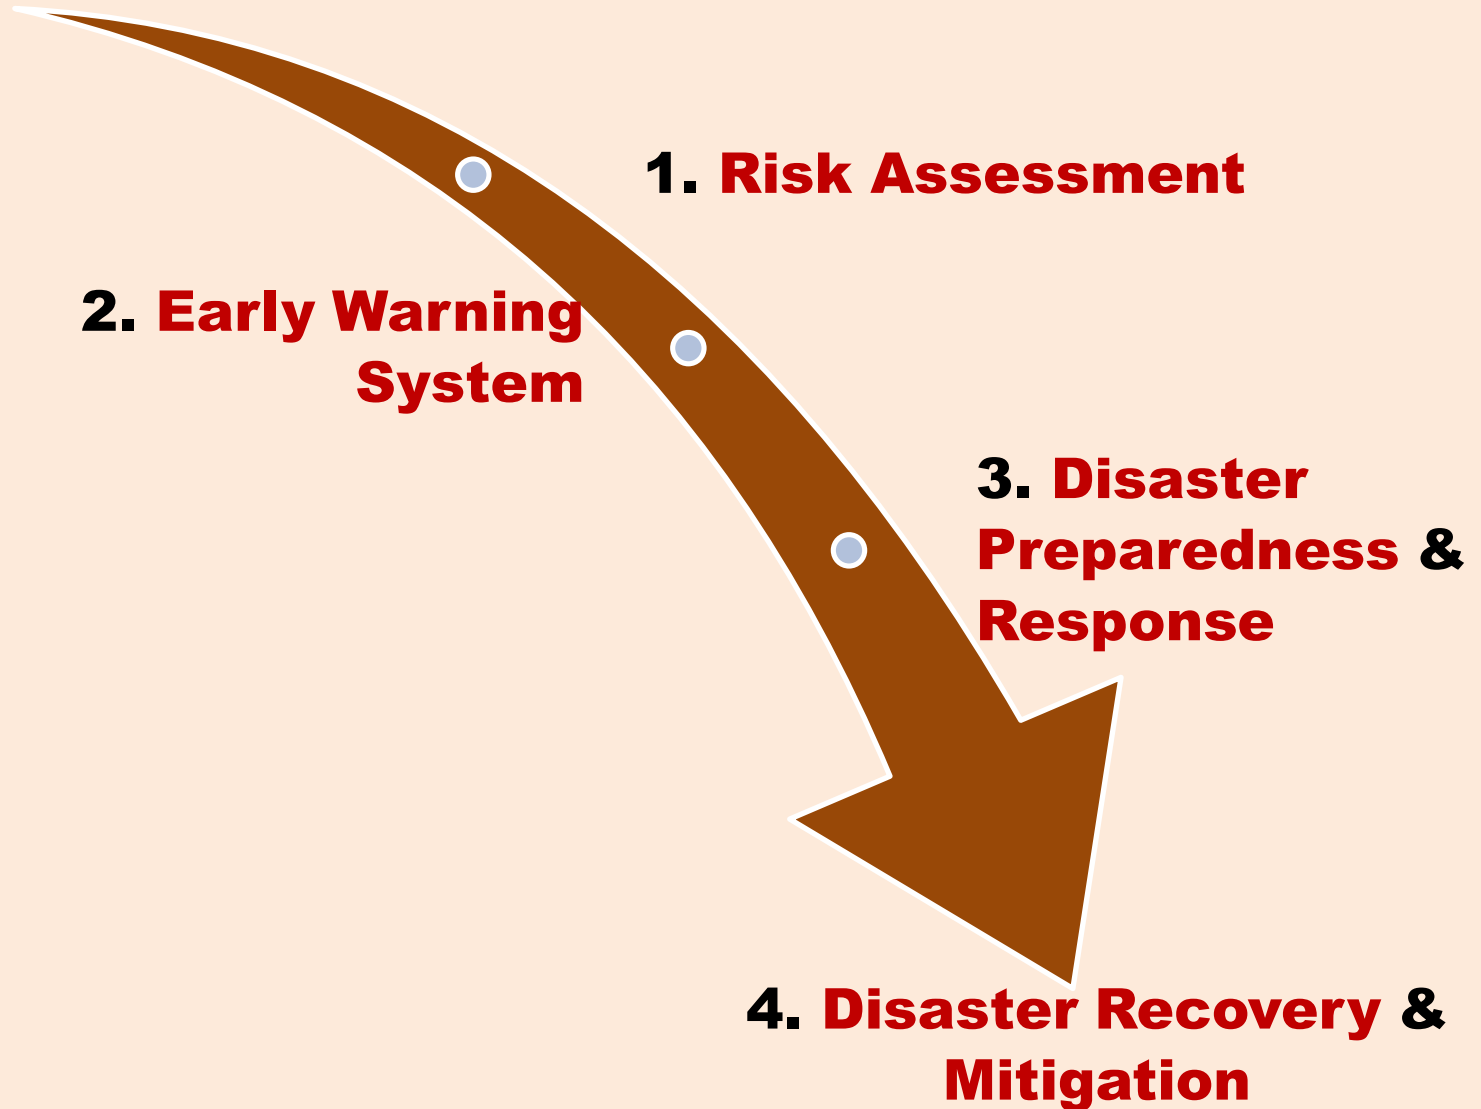 1. Risk Assessment
2. Early Warning
System
3. Disaster
Preparedness &
Response
4. Disaster Recovery &
Mitigation